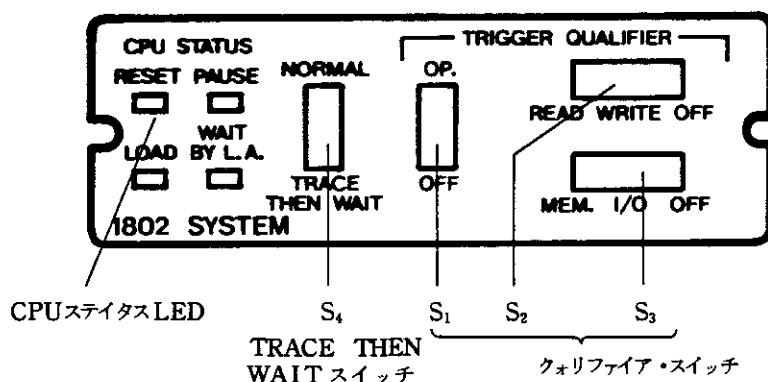 CPU STATUS
RESET PAUSE
WAIT
LOAD BY L.A.
NORMAL
TRACE
THEN WAIT
TRIGGER QUALIFIER
OP.
OFF
READ WRITE OFF
MEM. I/O OFF
1802 SYSTEM
CPUステイタスLED
S₄
TRACE THEN
WAITスイッチ
S₁
S₂
S₃
クォリファイア・スイッチ